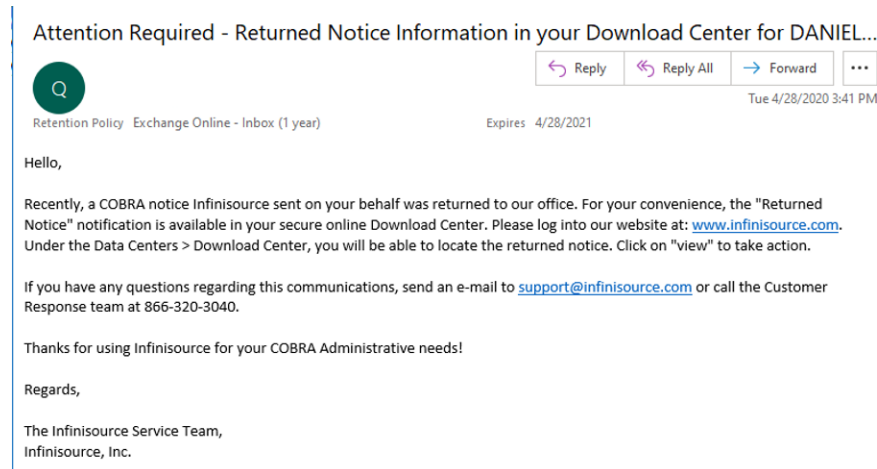 Attention Required - Returned Notice Information in your Download Center for DANIEL...
Reply Reply All Forward ...
Q
Tue 4/28/2020 3:41 PM
Retention Policy Exchange Online - Inbox (1 year) Expires 4/28/2021
Hello,
Recently, a COBRA notice Infinisource sent on your behalf was returned to our office. For your convenience, the "Returned
Notice" notification is available in your secure online Download Center. Please log into our website at: www.infinisource.com.
Under the Data Centers > Download Center, you will be able to locate the returned notice. Click on "view" to take action.
If you have any questions regarding this communications, send an e-mail to support@infinisource.com or call the Customer
Response team at 866-320-3040.
Thanks for using Infinisource for your COBRA Administrative needs!
Regards,
The Infinisource Service Team,
Infinisource, Inc.